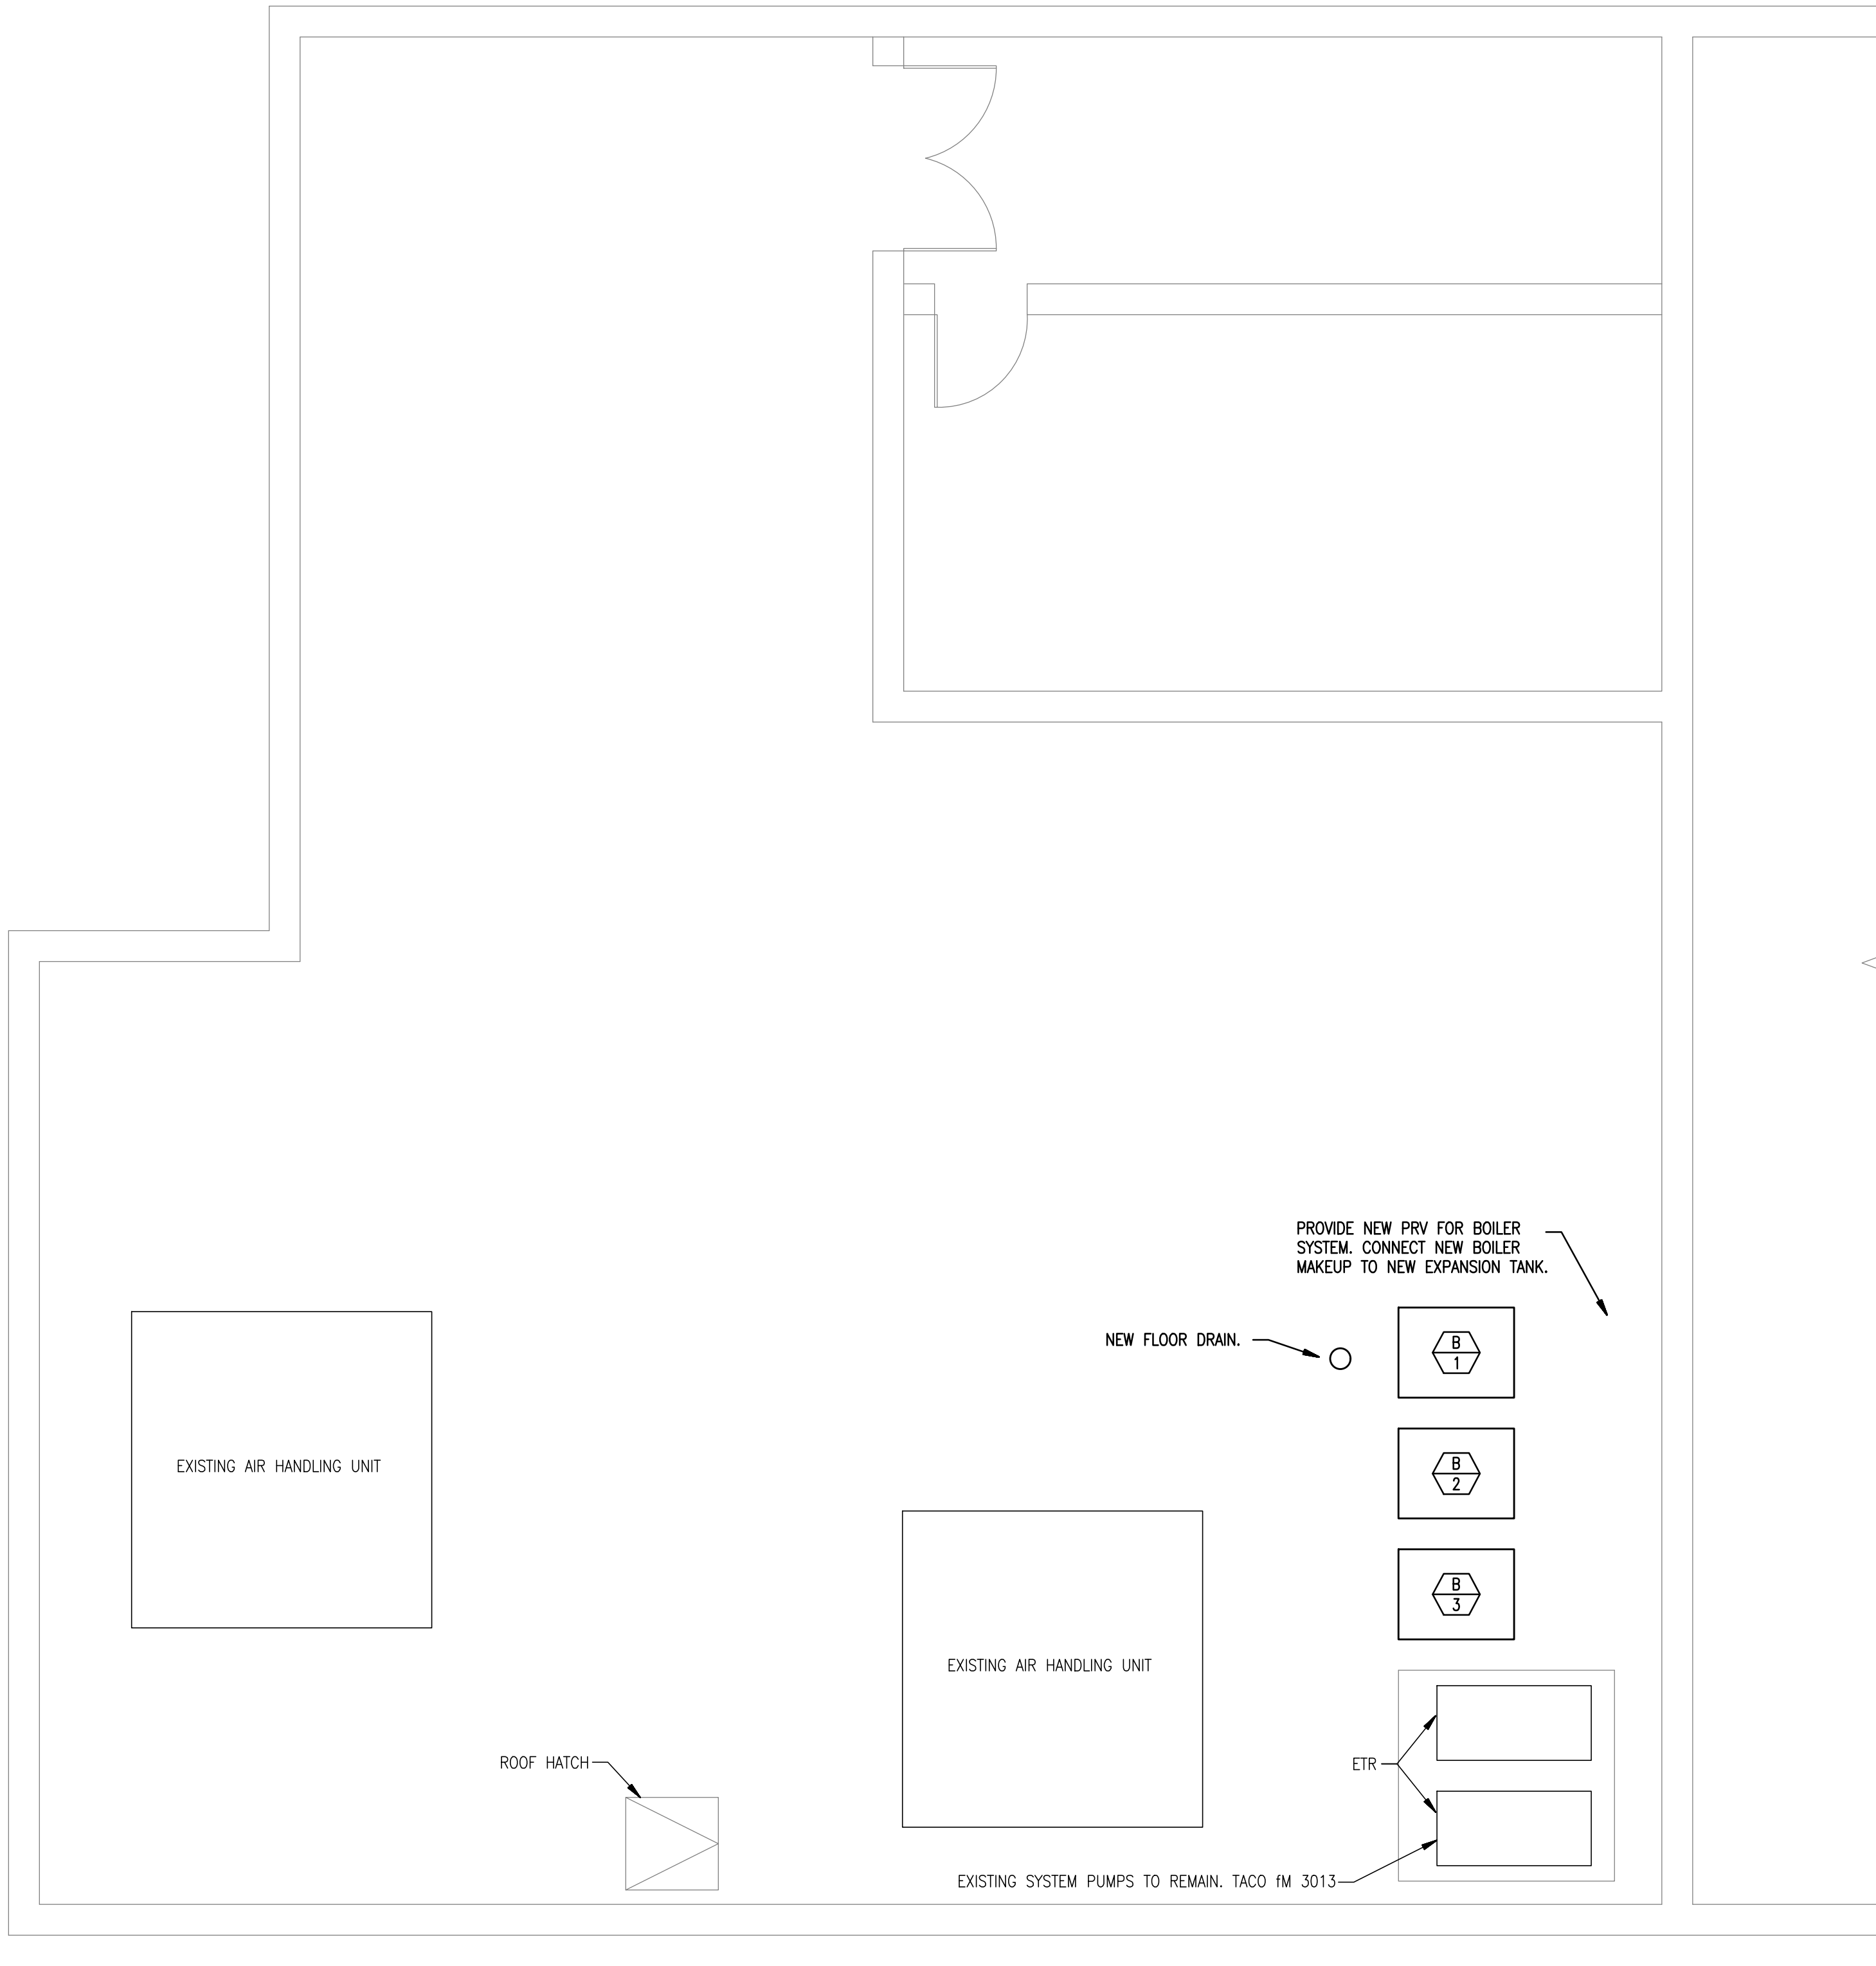 PROVIDE NEW PRV FOR BOILER
SYSTEM. CONNECT NEW BOILER
MAKEUP TO NEW EXPANSION TANK.
NEW FLOOR DRAIN.
B
1
EXISTING AIR HANDLING UNIT
B
2
B
3
EXISTING AIR HANDLING UNIT
ROOF HATCH
ETR
EXISTING SYSTEM PUMPS TO REMAIN. TACO fM 3013